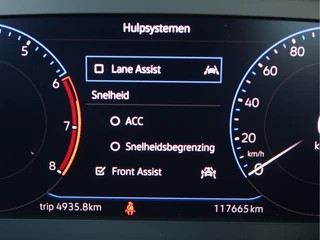 Hulpsystemen
Lane Assist
Snelheid
ACC
Snelheidsbegrenzing
Front Assist
6
7
8
80
60
40
20
km/h
0
trip 4935.8km
117665km